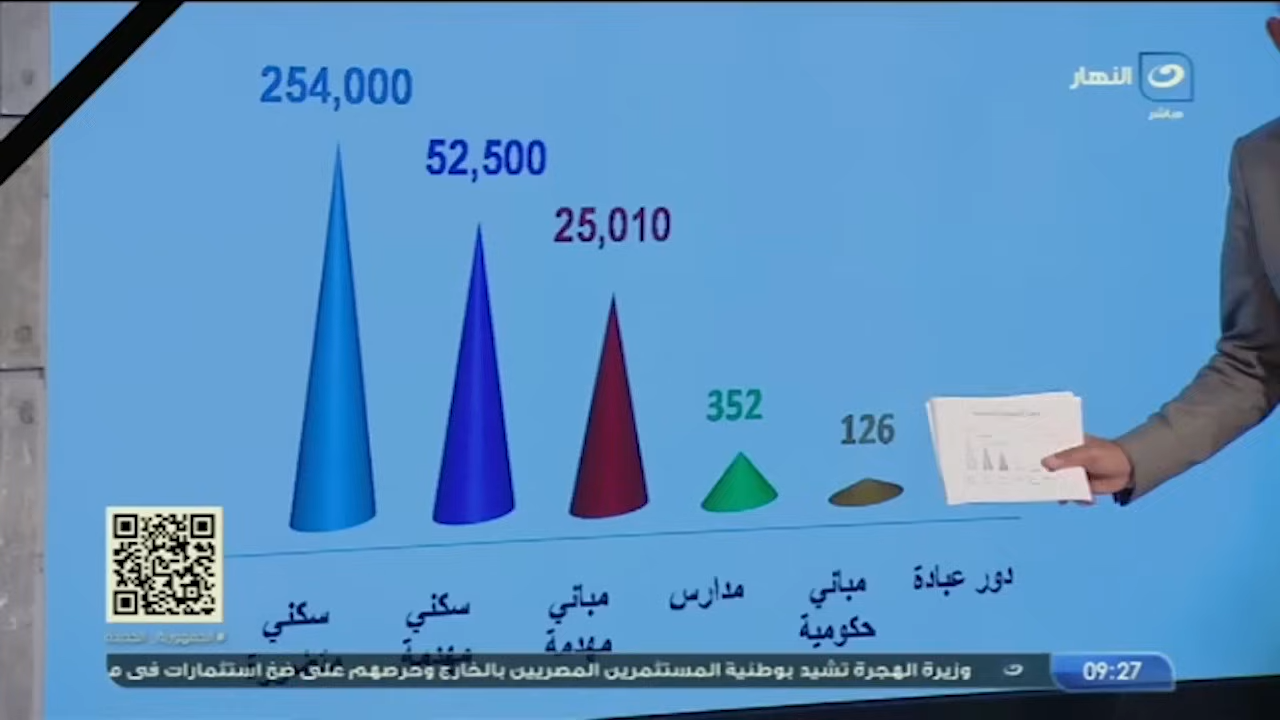 النهار
مباشر
254,000
52,500
25,010
352
126
سكني
سكني
مباني
مهدمة
مدارس
مباني
حكومية
دور عبادة
وزيرة الهجرة تشيد بوطنية المستثمرين المصريين بالخارج وحرصهم على ضخ استثمارات فى
09:27